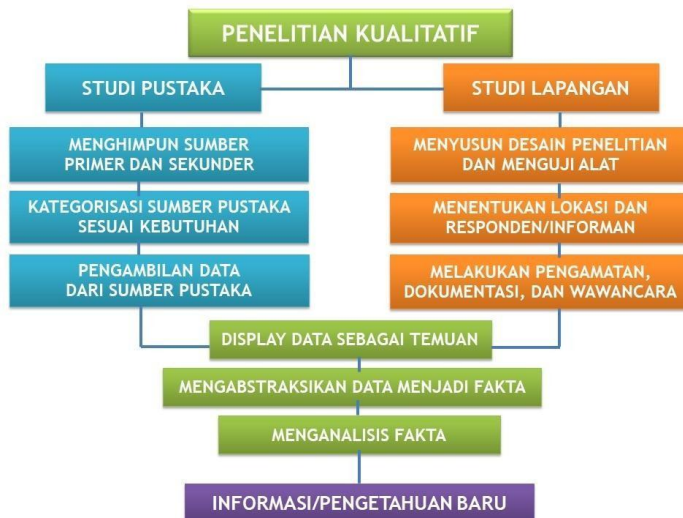 PENELITIAN KUALITATIF
STUDI PUSTAKA
STUDI LAPANGAN
MENGHIMPUN SUMBER
PRIMER DAN SEKUNDER
MENYUSUN DESAIN PENELITIAN
DAN MENGUJI ALAT
KATEGORISASI SUMBER PUSTAKA
SESUAI KEBUTUHAN
MENENTUKAN LOKASI DAN
RESPONDEN/INFORMAN
PENGAMBILAN DATA
DARI SUMBER PUSTAKA
MELAKUKAN PENGAMATAN,
DOKUMENTASI, DAN WAWANCARA
DISPLAY DATA SEBAGAI TEMUAN
MENGABSTRAKSIKAN DATA MENJADI FAKTA
MENGANALISIS FAKTA
INFORMASI/PENGETAHUAN BARU